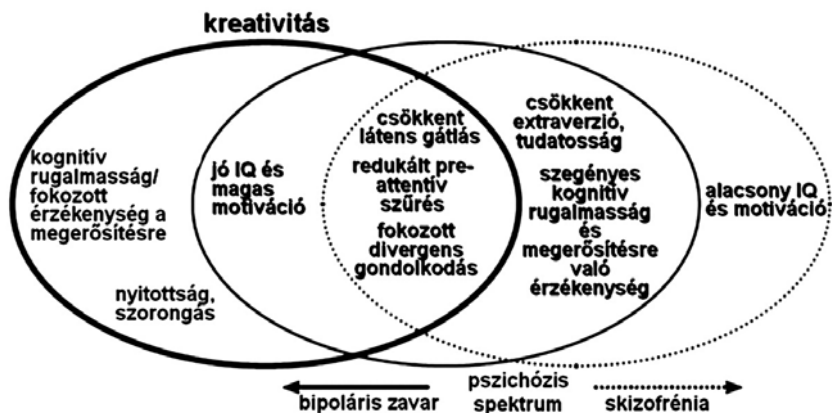 kreativitás
kognitív
rugalmasság/
fokozott
érzékenység a
megerősítésre
nyitottság,
szorongás
jó IQ és
magas
motiváció
csökkent
látens gátlás
redukált pre-
attentív
szűrés
fokozott
divergens
gondolkodás
csökkent
extraverzió,
tudatosság
szegényes
kognitív
rugalmasság
és
megerősítésre
való
érzékenység
alacsony IQ
és motiváció
bipoláris zavar
pszichózis
spektrum
skizofrénia